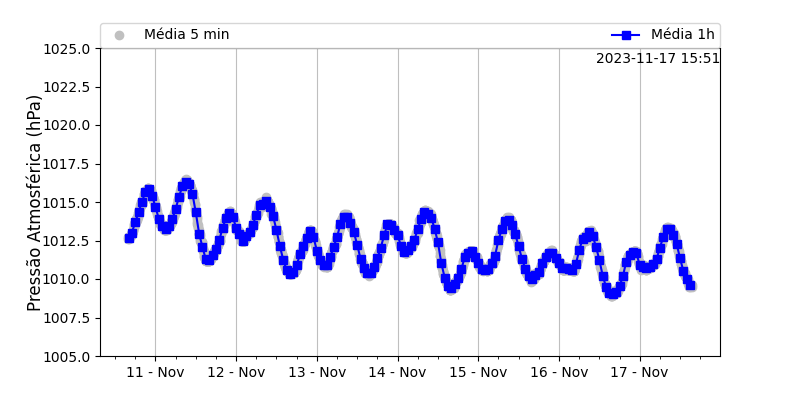 Média 5 min
Média 1h
2023-11-17 15:51
Pressão Atmosférica (hPa)
1025.0
1022.5
1020.0
1017.5
1015.0
1012.5
1010.0
1007.5
1005.0
11 - Nov
12 - Nov
13 - Nov
14 - Nov
15 - Nov
16 - Nov
17 - Nov